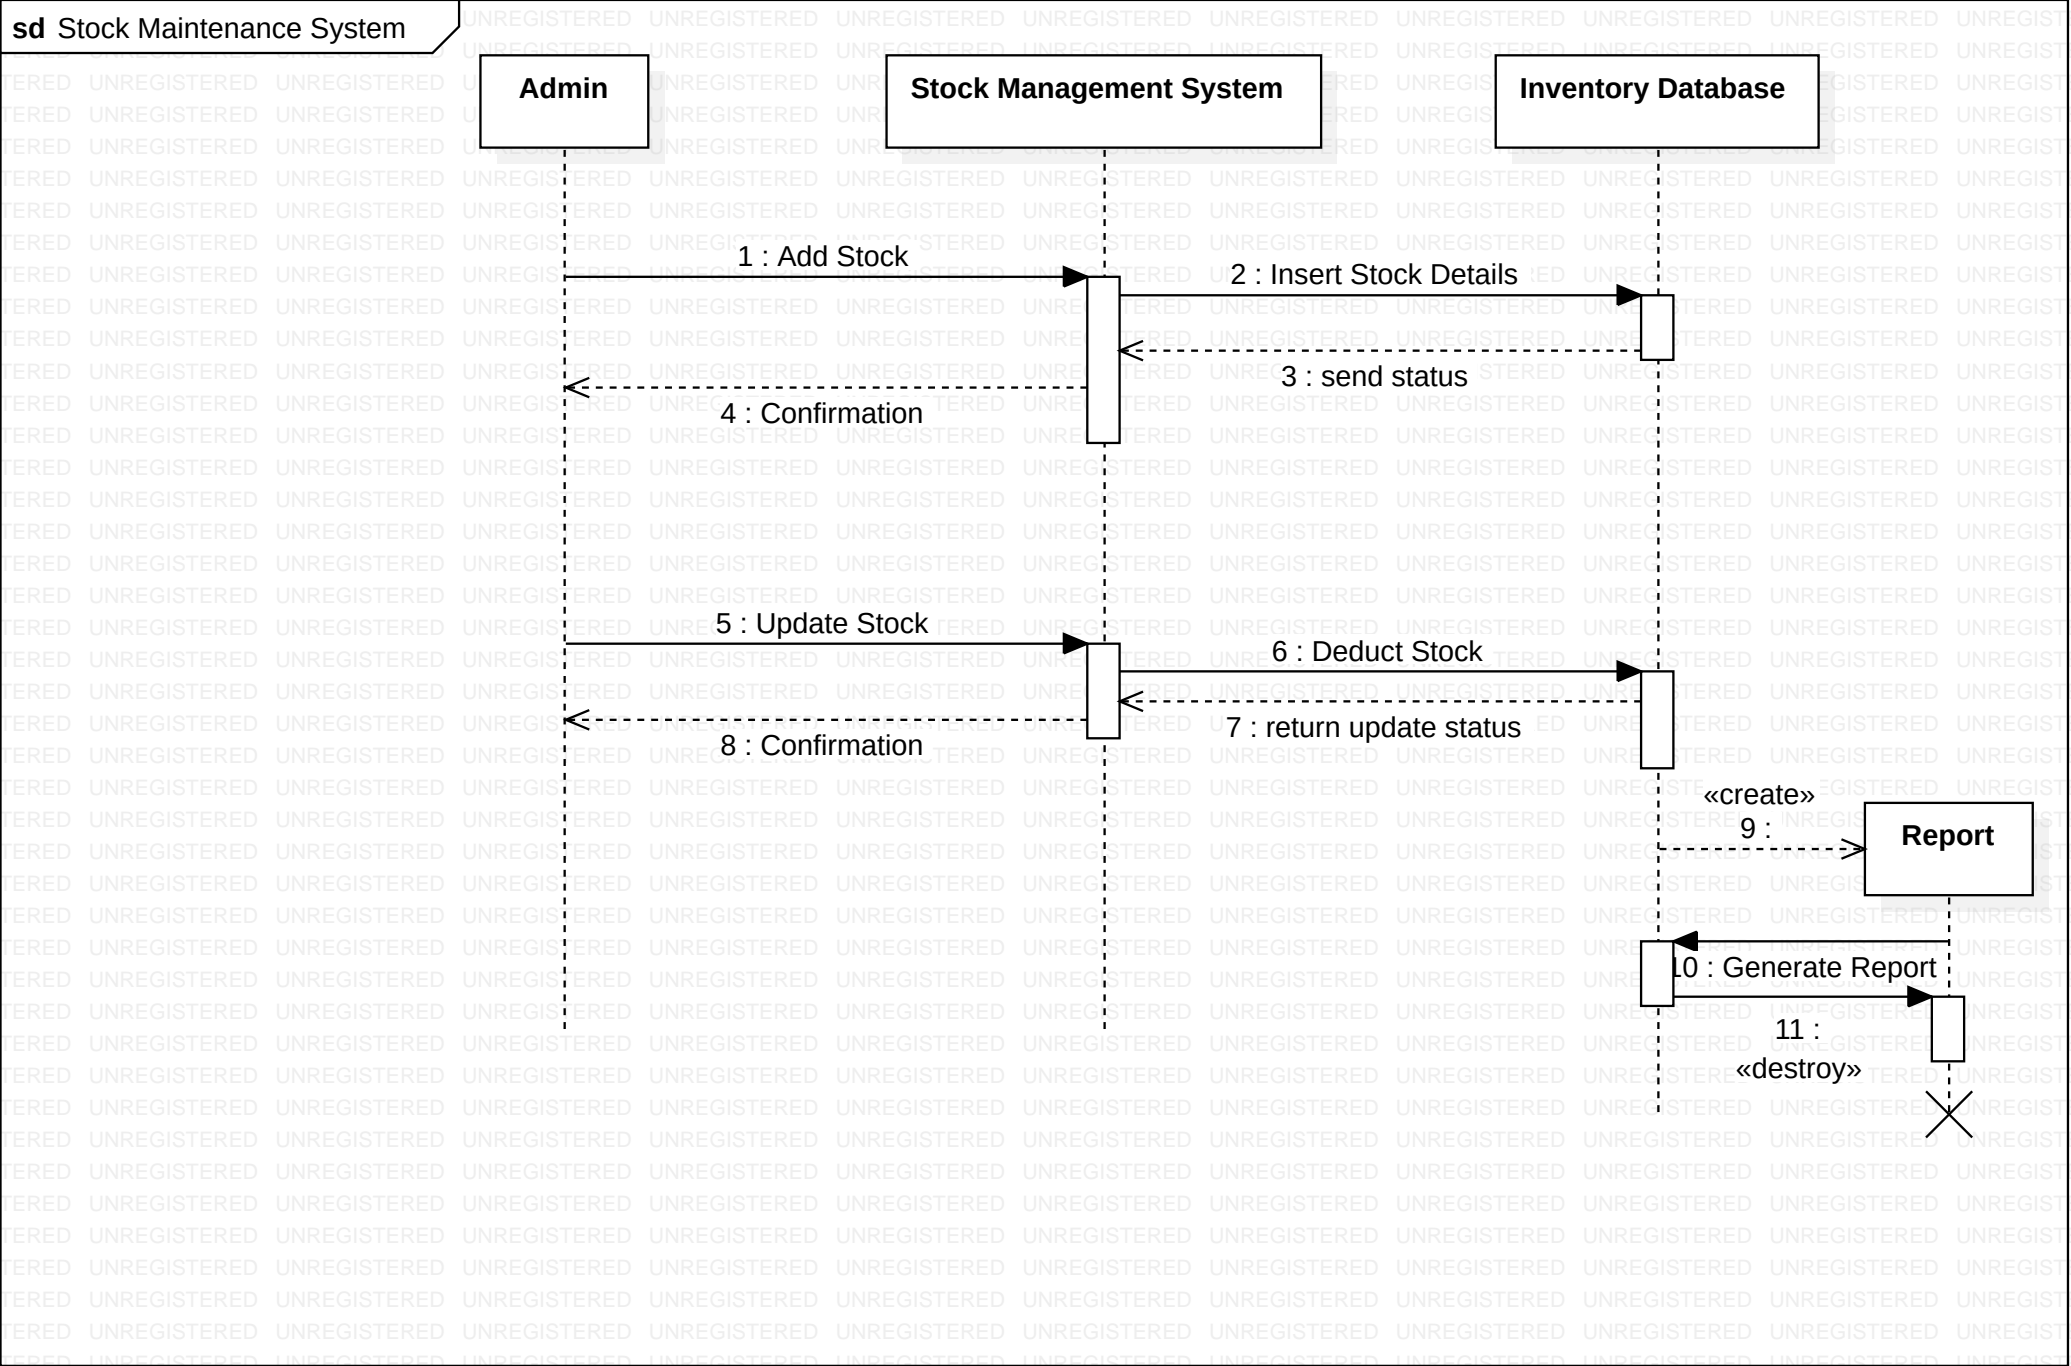 sd Stock Maintenance System
Admin
Stock Management System
Inventory Database
1 : Add Stock
2 : Insert Stock Details
3 : send status
4 : Confirmation
5 : Update Stock
6 : Deduct Stock
7 : return update status
8 : Confirmation
«create»
9 :
Report
10 : Generate Report
11 :
«destroy»
UNREGISTERED